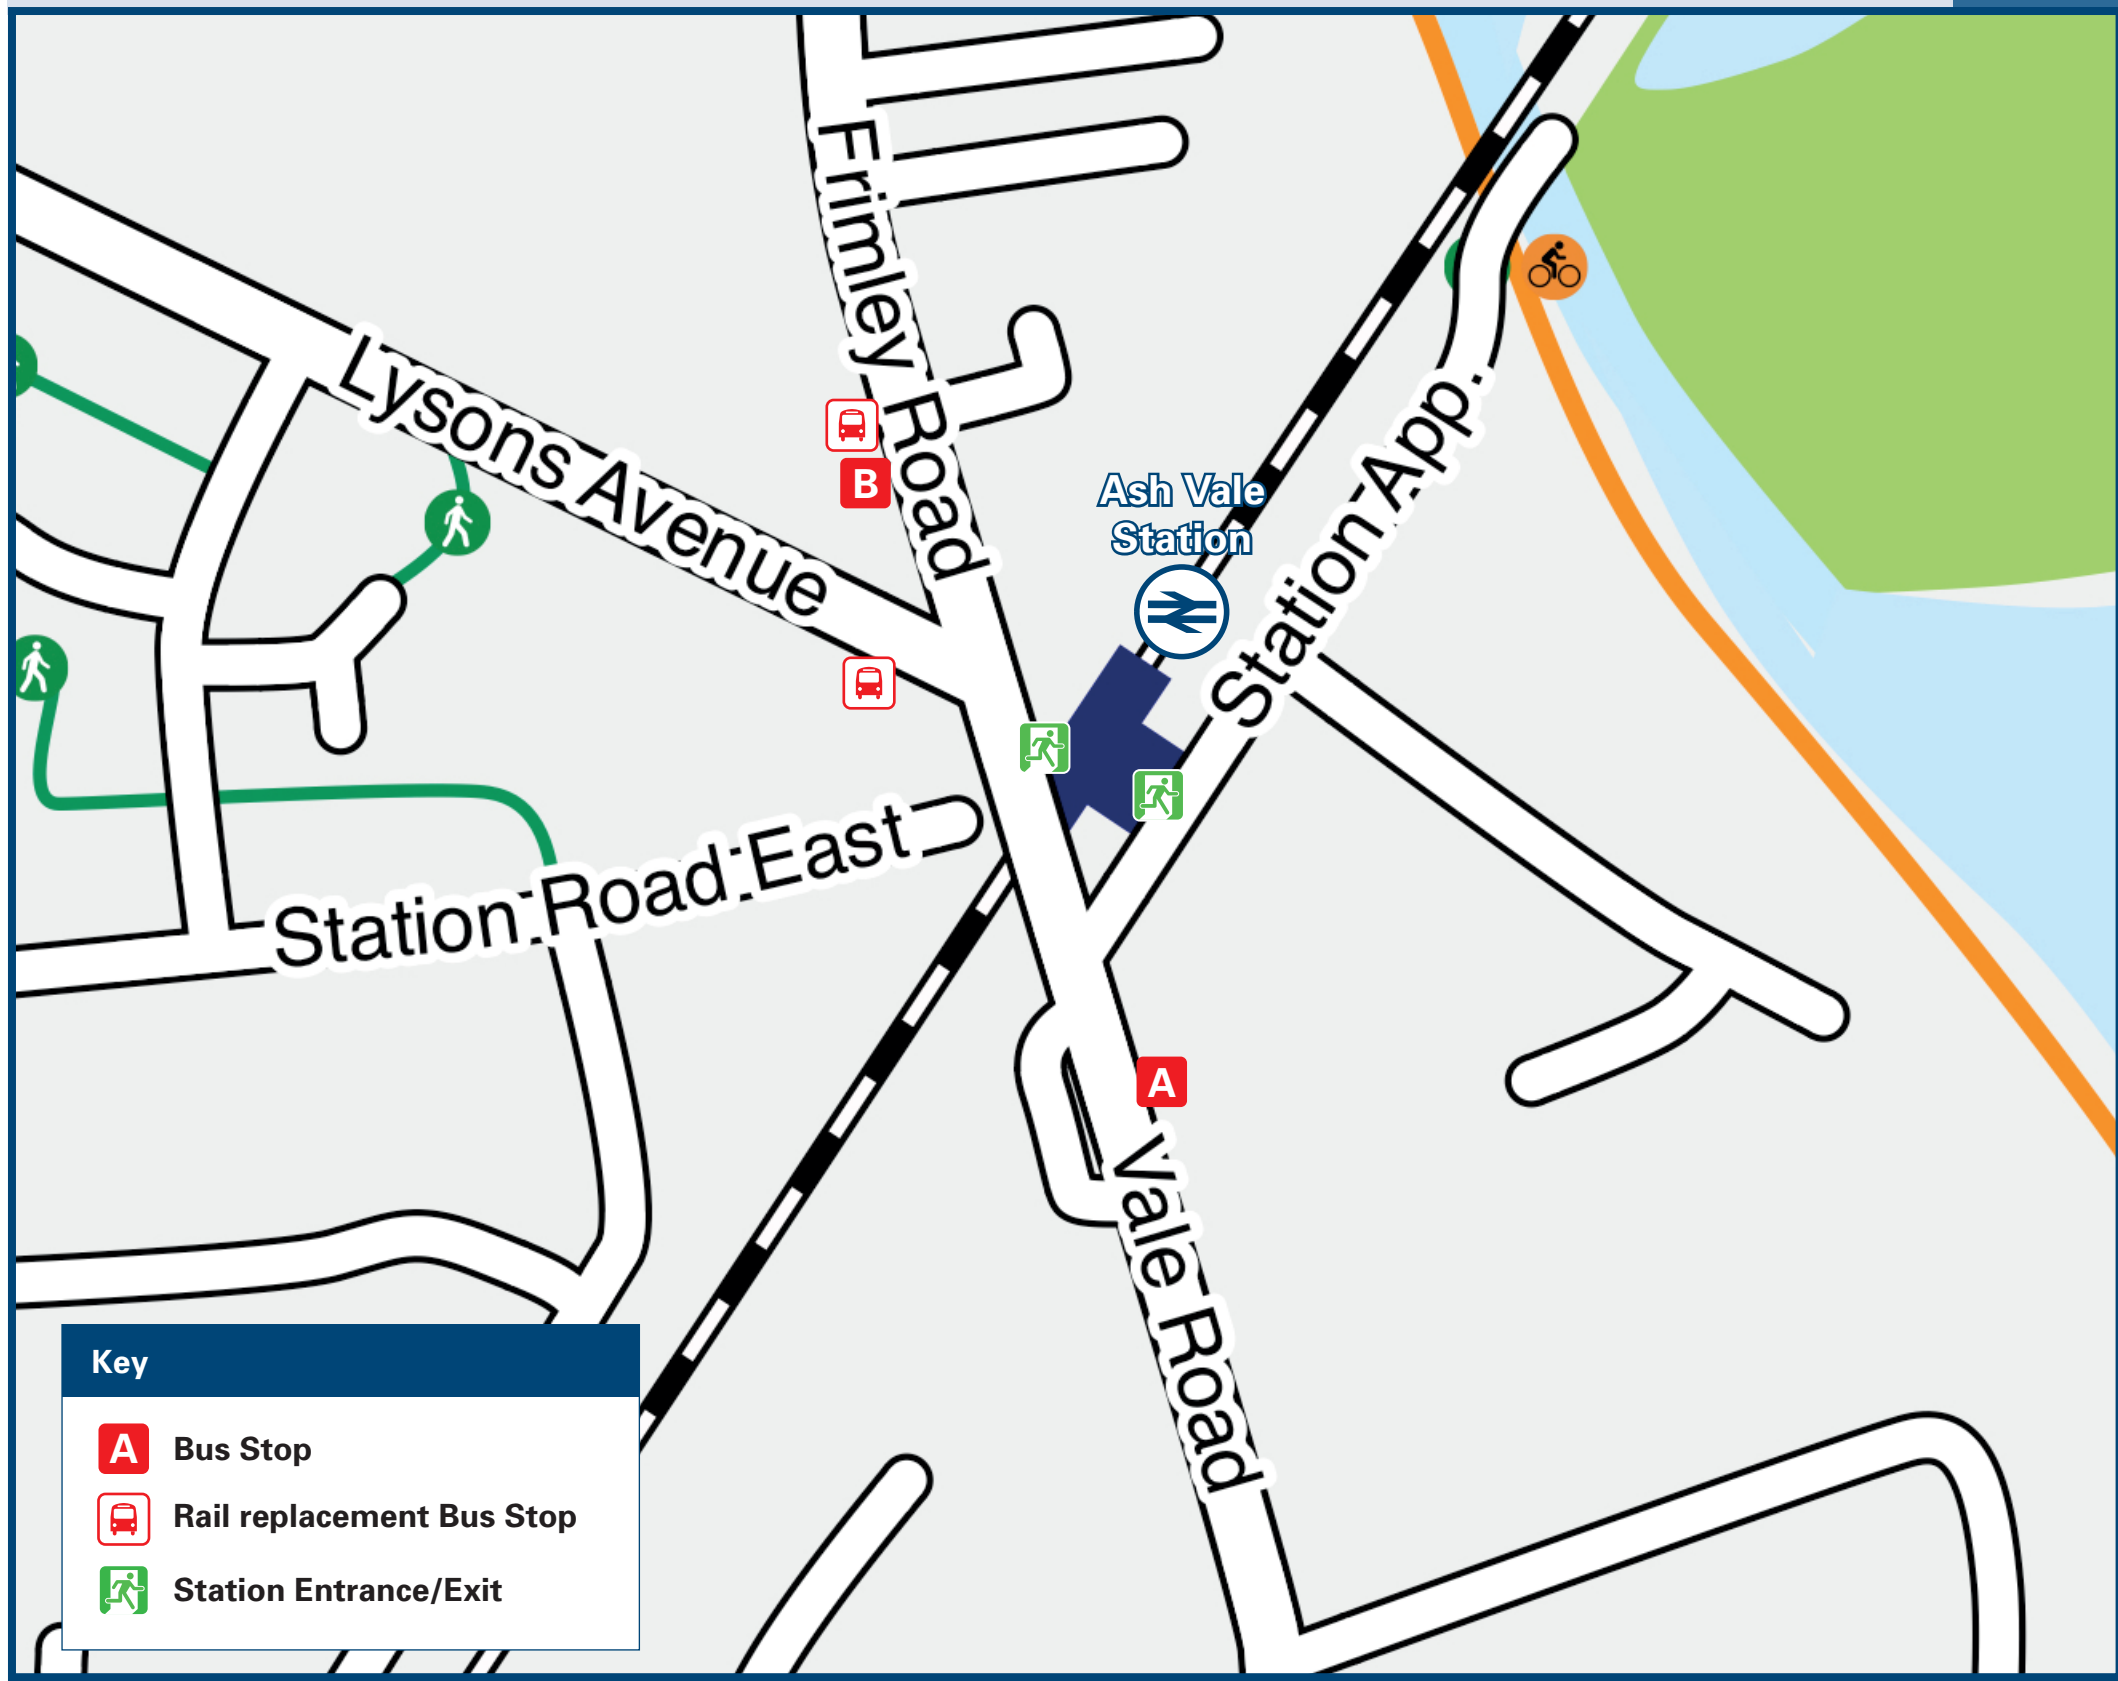 Frimley Road
Lysons Avenue
B
Ash Vale
Station
Station App.
Station Road East
A
Vale Road
Key
A Bus Stop
Rail replacement Bus Stop
Station Entrance/Exit